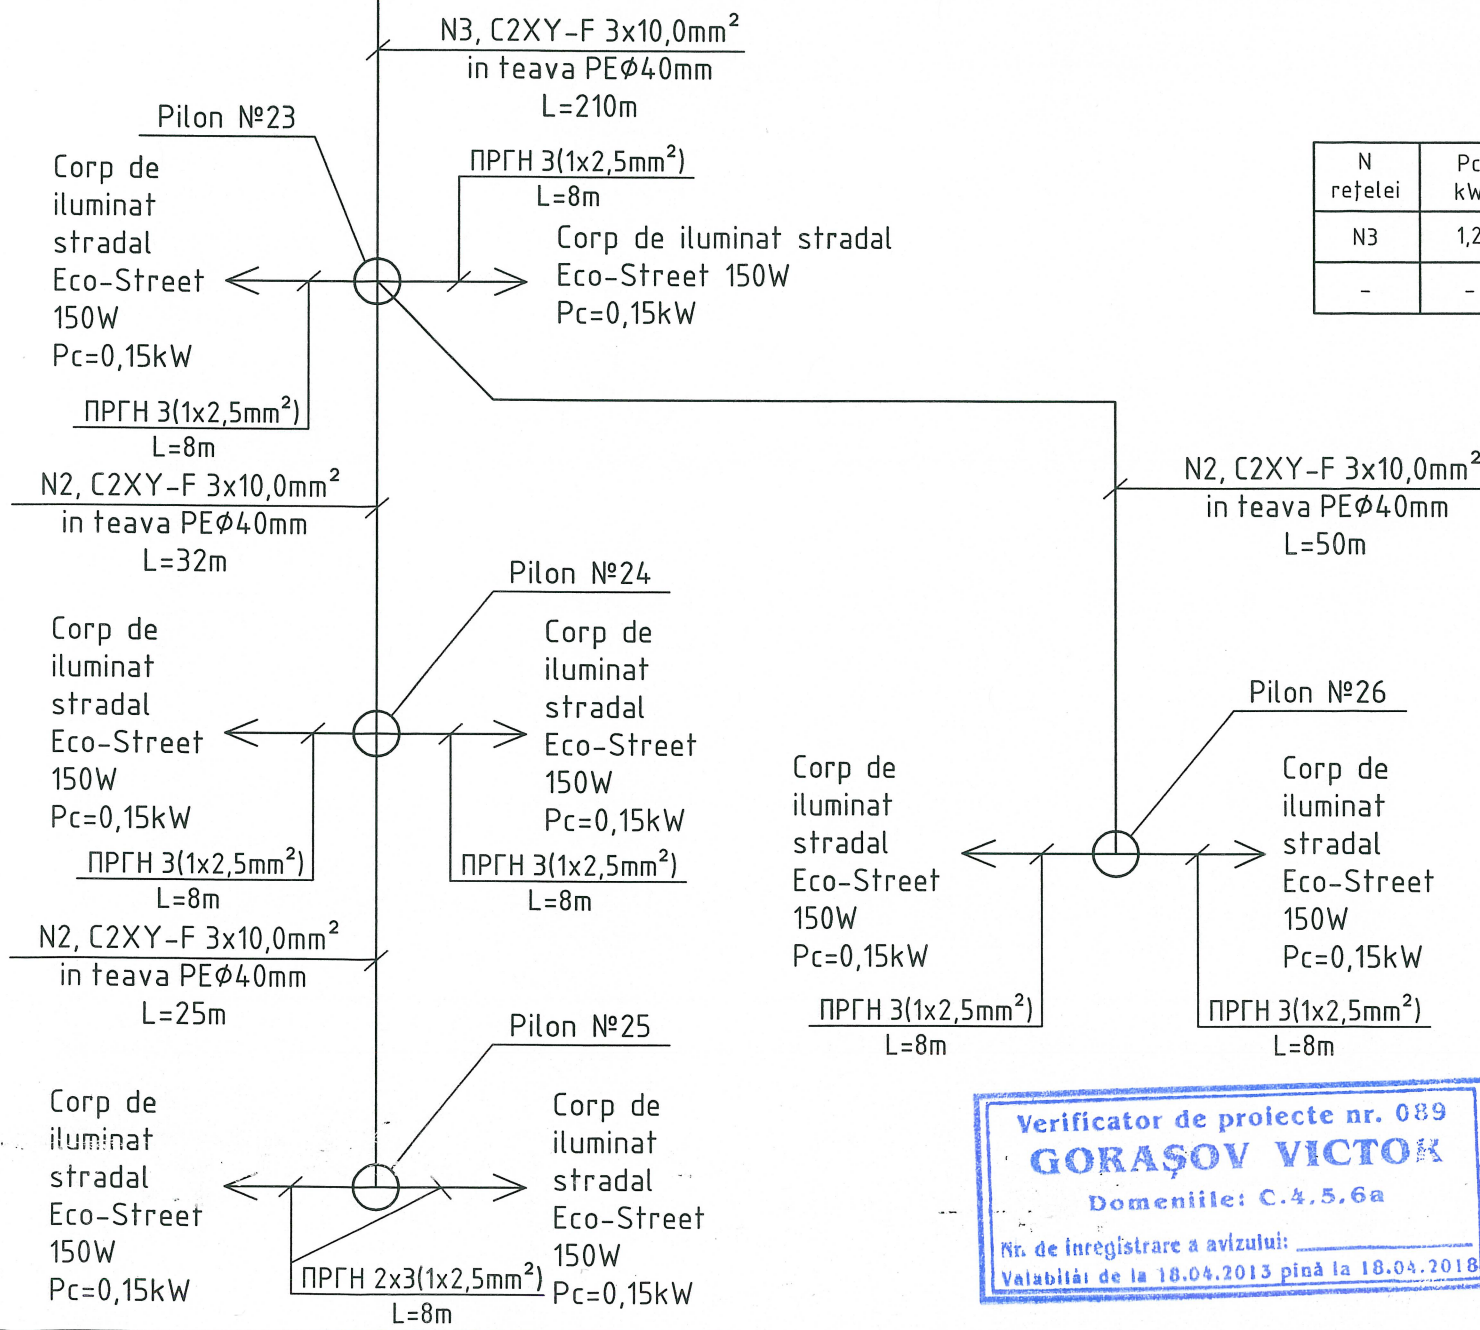 N3, C2XY-F 3x10,0mm²
in teava PEϕ40mm
L=210m
Pilon №23
Corp de
iluminat
stradal
Eco-Street
150W
Pc=0,15kW
ПРГН 3(1x2,5mm²)
L=8m
Corp de iluminat stradal
Eco-Street 150W
Pc=0,15kW
ПРГН 3(1x2,5mm²)
L=8m
N rețelei
N3
-
1,2
-
N2, C2XY-F 3x10,0mm²
in teava PEϕ40mm
L=32m
N2, C2XY-F 3x10,0mm²
in teava PEϕ40mm
L=50m
Pilon №24
Corp de
iluminat
stradal
Eco-Street
150W
Pc=0,15kW
Corp de
iluminat
stradal
Eco-Street
150W
Pc=0,15kW
ПРГН 3(1x2,5mm²)
L=8m
ПРГН 3(1x2,5mm²)
L=8m
Pilon №26
Corp de
iluminat
stradal
Eco-Street
150W
Pc=0,15kW
Corp de
iluminat
stradal
Eco-Street
150W
Pc=0,15kW
ПРГН 3(1x2,5mm²)
L=8m
ПРГН 3(1x2,5mm²)
L=8m
N2, C2XY-F 3x10,0mm²
in teava PEϕ40mm
L=25m
Pilon №25
Corp de
iluminat
stradal
Eco-Street
150W
Pc=0,15kW
Corp de
iluminat
stradal
Eco-Street
150W
Pc=0,15kW
ПРГН 2x3(1x2,5mm²)
L=8m
Verificator de proiecte nr. 089
GORAȘOV VICTOR
Domeniile: C.4,5,6a
Nr. de înregistrare a avizului:
Valabilă: de la 18.04.2013 pînă la 18.04.2018